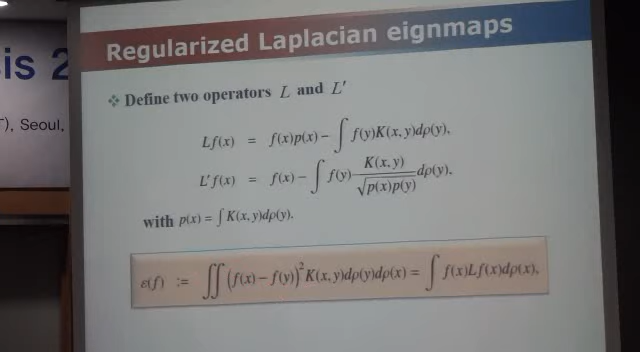 is 2
Regularized Laplacian eignmaps
), Seoul,
❖ Define two operators L and L′
Lf(x) = f(x)p(x) − ∫ f(y)K(x, y)dρ(y),
L′f(x) = f(x) − ∫ f(y) K(x, y) / √p(x)p(y) dρ(y),
with p(x) = ∫ K(x, y)dρ(y).
ε(f) := ∬ (f(x) − f(y))² K(x, y)dρ(y)dρ(x) = ∫ f(x)Lf(x)dρ(x),